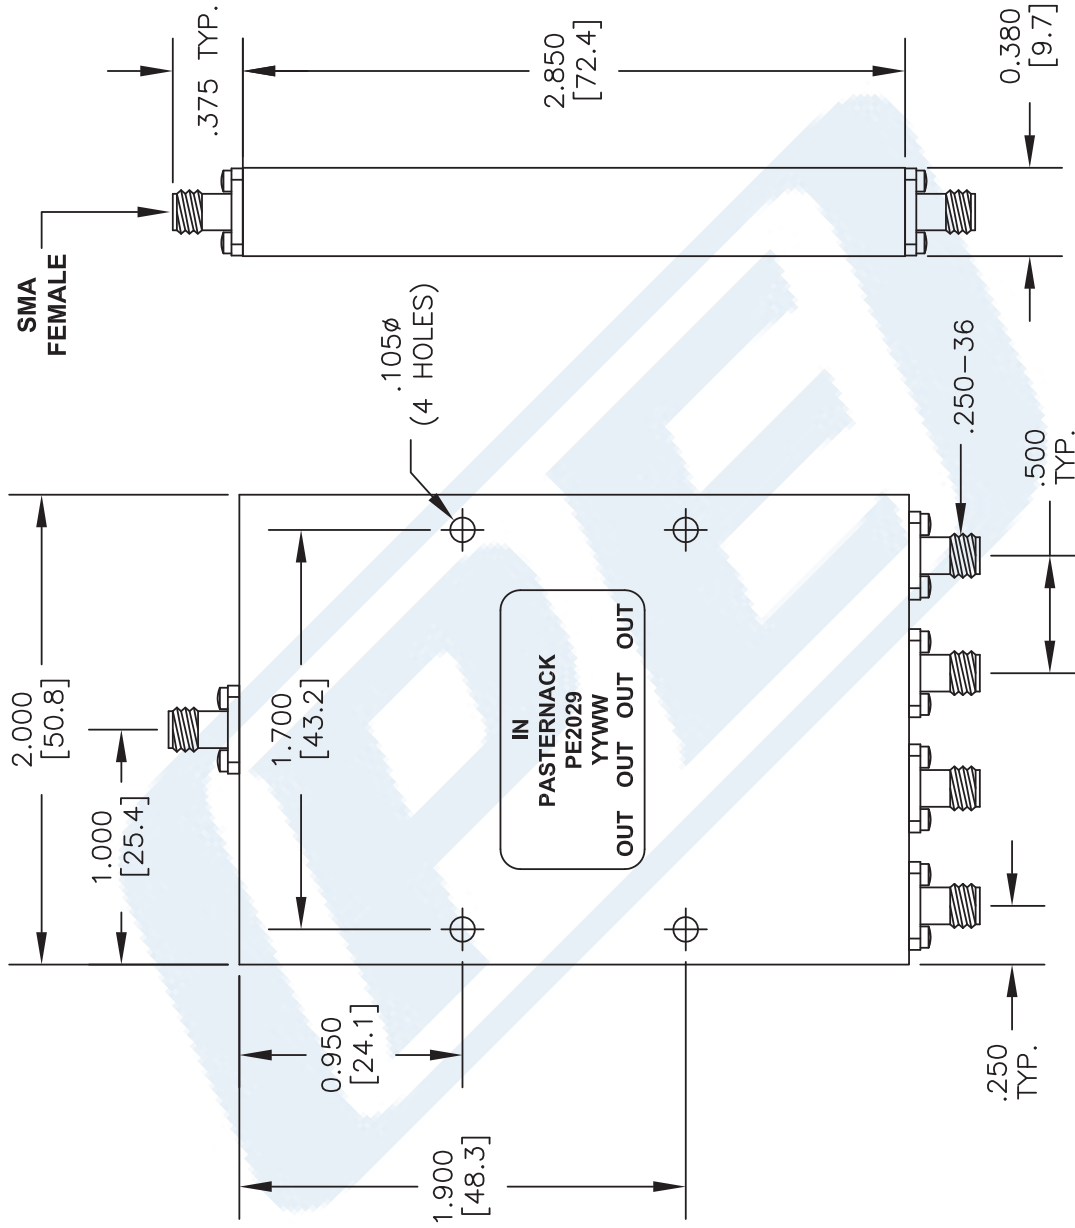 SMA
FEMALE
.375 TYP.
2.850
[72.4]
0.380
[9.7]
.105ø
(4 HOLES)
.250-36
.500
TYP.
2.000
[50.8]
1.000
[25.4]
1.700
[43.2]
IN
PASTERNACK
PE2029
YYWW
OUT OUT OUT OUT
0.950
[24.1]
1.900
[48.3]
.250
TYP.
PE